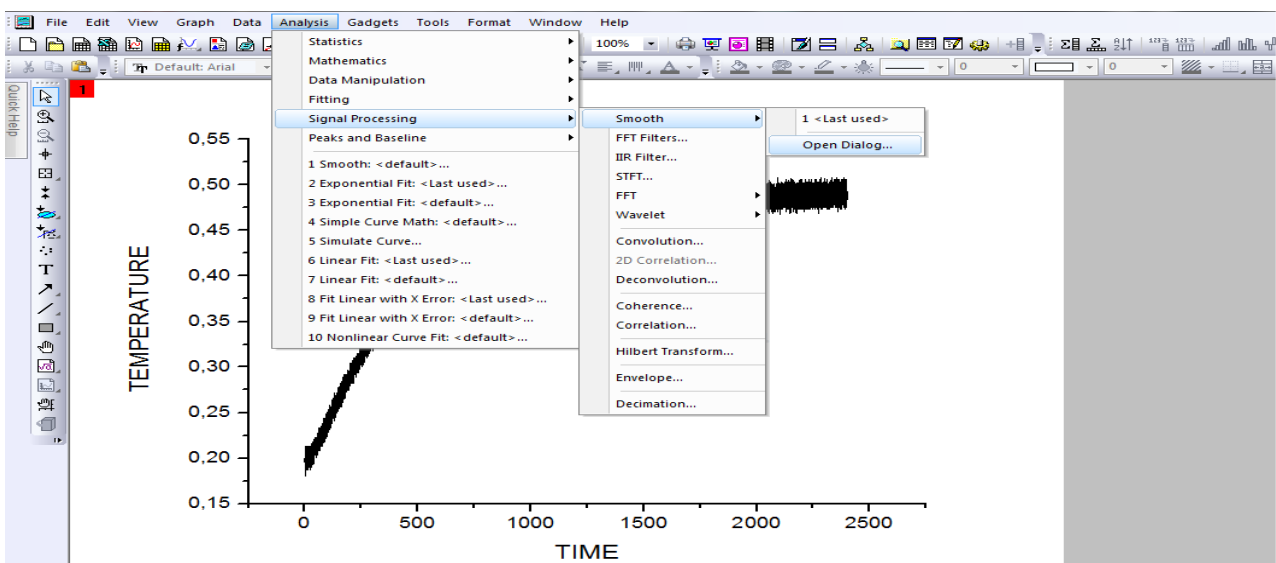 File Edit View Graph Data Analysis Gadgets Tools Format Window Help
100%
Default: Arial 0 0
Quick Help
1
Statistics
Mathematics
Data Manipulation
Fitting
Signal Processing
Peaks and Baseline
1 Smooth: <default>...
2 Exponential Fit: <Last used>...
3 Exponential Fit: <default>...
4 Simple Curve Math: <default>...
5 Simulate Curve...
6 Linear Fit: <Last used>...
7 Linear Fit: <default>...
8 Fit Linear with X Error: <Last used>...
9 Fit Linear with X Error: <default>...
10 Nonlinear Curve Fit: <default>...
Smooth
FFT Filters...
IIR Filter...
STFT...
FFT
Wavelet
Convolution...
2D Correlation...
Deconvolution...
Coherence...
Correlation...
Hilbert Transform...
Envelope...
Decimation...
1 <Last used>
Open Dialog...
TEMPERATURE
0,55
0,50
0,45
0,40
0,35
0,30
0,25
0,20
0,15
0 500 1000 1500 2000 2500
TIME